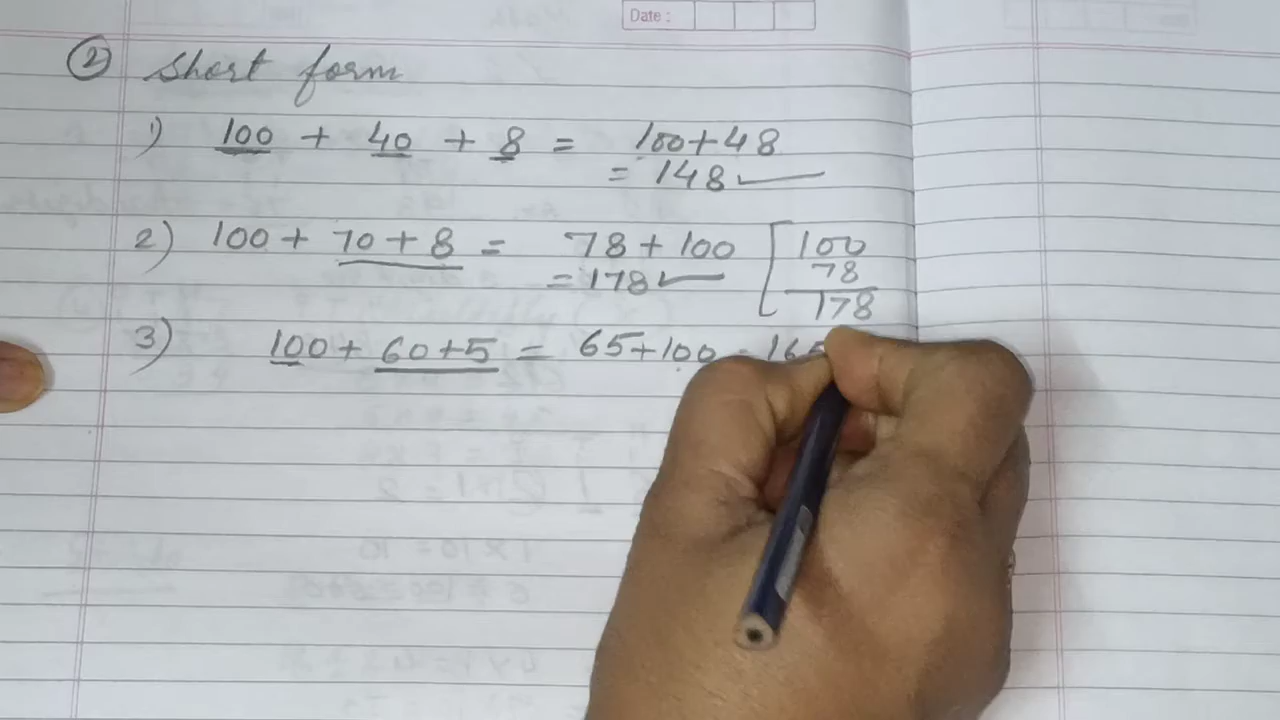 Date :
② Short form
1) 100 + 40 + 8 = 100+48
= 148
2) 100 + 70 + 8 = 78 + 100 [ 100
= 178 78
178
3) 100 + 60+5 = 65+100 = 165